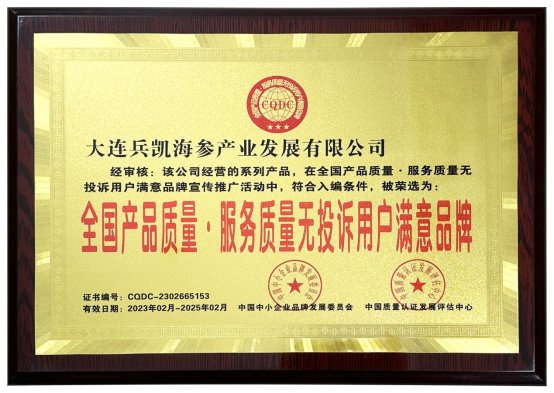 CQDC
大连兵凯海参产业发展有限公司
经审核：该公司经营的系列产品，在全国产品质量·服务质量无
投诉用户满意品牌宣传推广活动中，符合入编条件，被荣选为：
全国产品质量·服务质量无投诉用户满意品牌
证书编号：CQDC-2302665153
有效日期：2023年02月-2025年02月
中国中小企业品牌发展委员会
中国质量认证发展评估中心